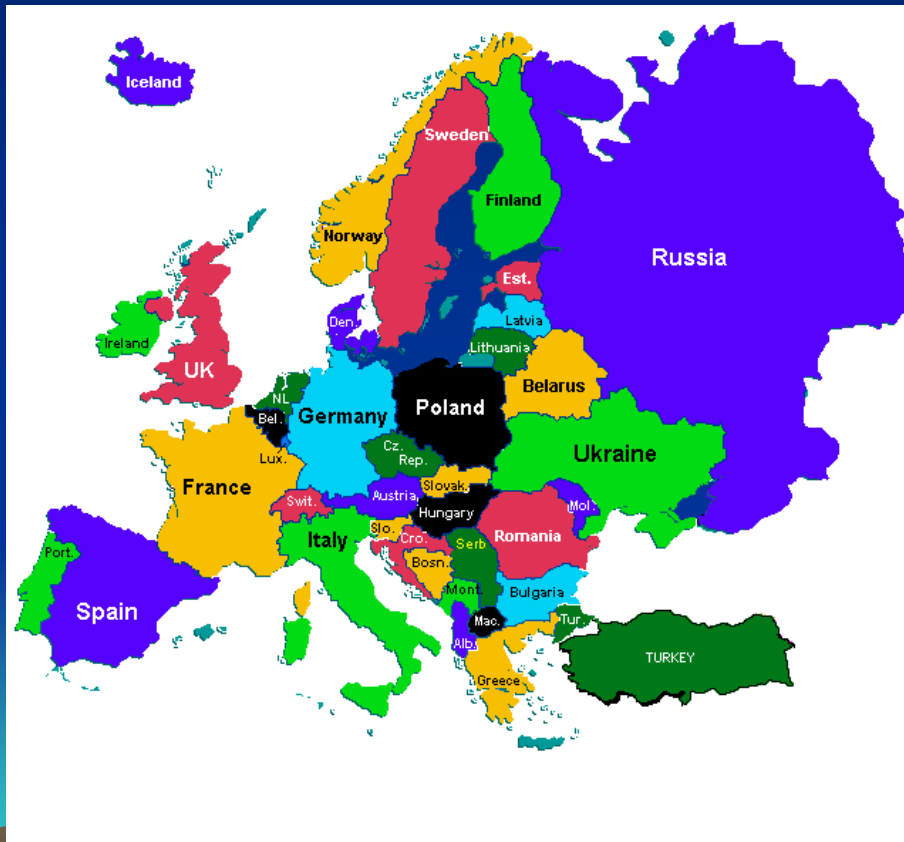 Iceland
Sweden
Finland
Norway
Russia
Est.
Den.
Latvia
Ireland
Lithuania
UK
Belarus
NL
Germany
Poland
Bel.
Cz.
Rep.
Ukraine
Lux.
France
Slovak.
Swit.
Austria
Hungary
Mol.
Slo.
Cro.
Italy
Serb
Romania
Port.
Bosn.
Mont.
Bulgaria
Spain
Mac.
Tur.
Alb.
TURKEY
Greece